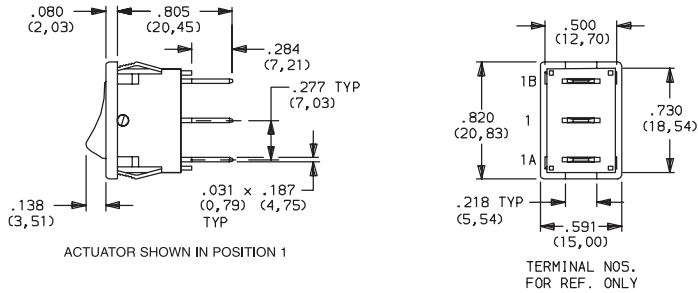 .080
(2,03)
.805
(20,45)
.284
(7,21)
.277 TYP
(7,03)
.031 x .187
(0,79) (4,75)
TYP
.138
(3,51)
ACTUATOR SHOWN IN POSITION 1
.500
(12,70)
1B
1
1A
.820
(20,83)
.730
(18,54)
.218 TYP
(5,54)
.591
(15,00)
TERMINAL NOS.
FOR REF. ONLY